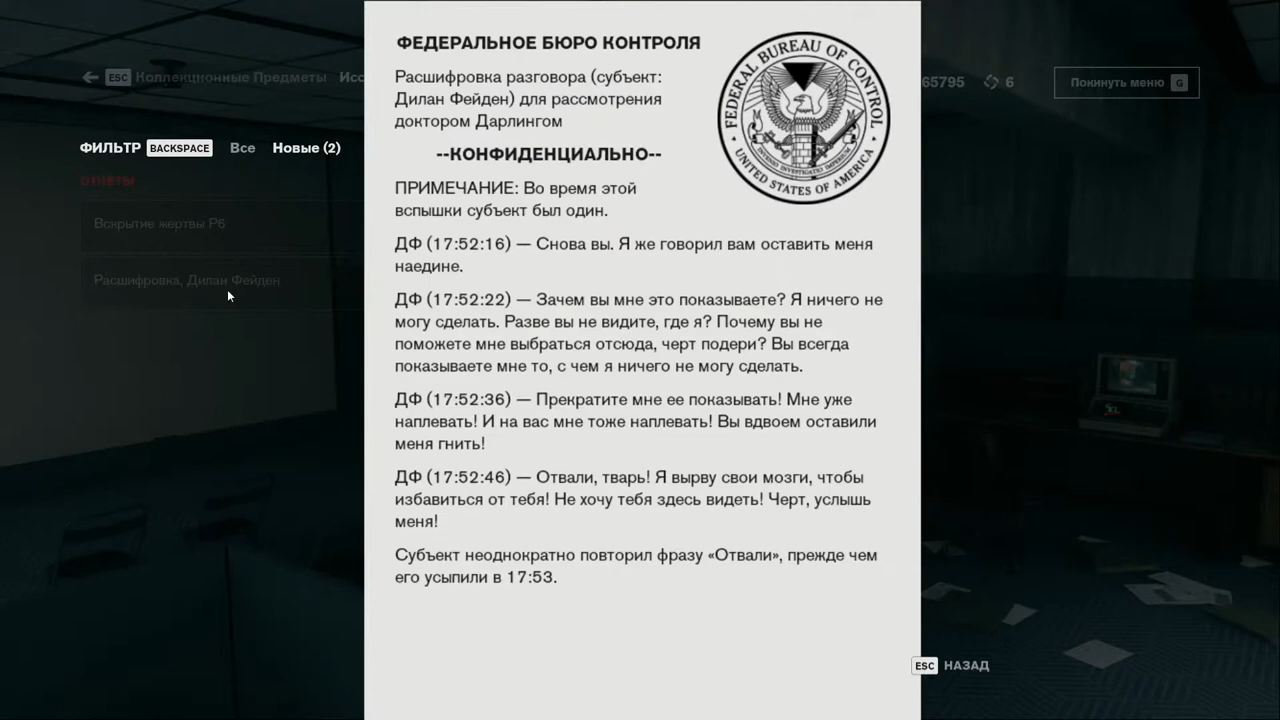 ФЕДЕРАЛЬНОЕ БЮРО КОНТРОЛЯ
Расшифровка разговора (субъект:
Дилан Фейден) для рассмотрения
доктором Дарлингом
--КОНФИДЕНЦИАЛЬНО--
FEDERAL BUREAU OF CONTROL
UNITED STATES OF AMERICA
ПРИМЕЧАНИЕ: Во время этой
вспышки субъект был один.
ДФ (17:52:16) — Снова вы. Я же говорил вам оставить меня
наедине.
ДФ (17:52:22) — Зачем вы мне это показываете? Я ничего не
могу сделать. Разве вы не видите, где я? Почему вы не
поможете мне выбраться отсюда, черт подери? Вы всегда
показываете мне то, с чем я ничего не могу сделать.
ДФ (17:52:36) — Прекратите мне ее показывать! Мне уже
наплевать! И на вас мне тоже наплевать! Вы вдвоем оставили
меня гнить!
ДФ (17:52:46) — Отвали, тварь! Я вырву свои мозги, чтобы
избавиться от тебя! Не хочу тебя здесь видеть! Черт, услышь
меня!
Субъект неоднократно повторил фразу «Отвали», прежде чем
его усыпили в 17:53.
ESC Коллекционные Предметы Исс
65795 6
Покинуть меню G
ФИЛЬТР BACKSPACE Все Новые (2)
ОТЧЕТЫ
Вскрытие жертвы Р6
Расшифровка, Дилан Фейден
ESC НАЗАД